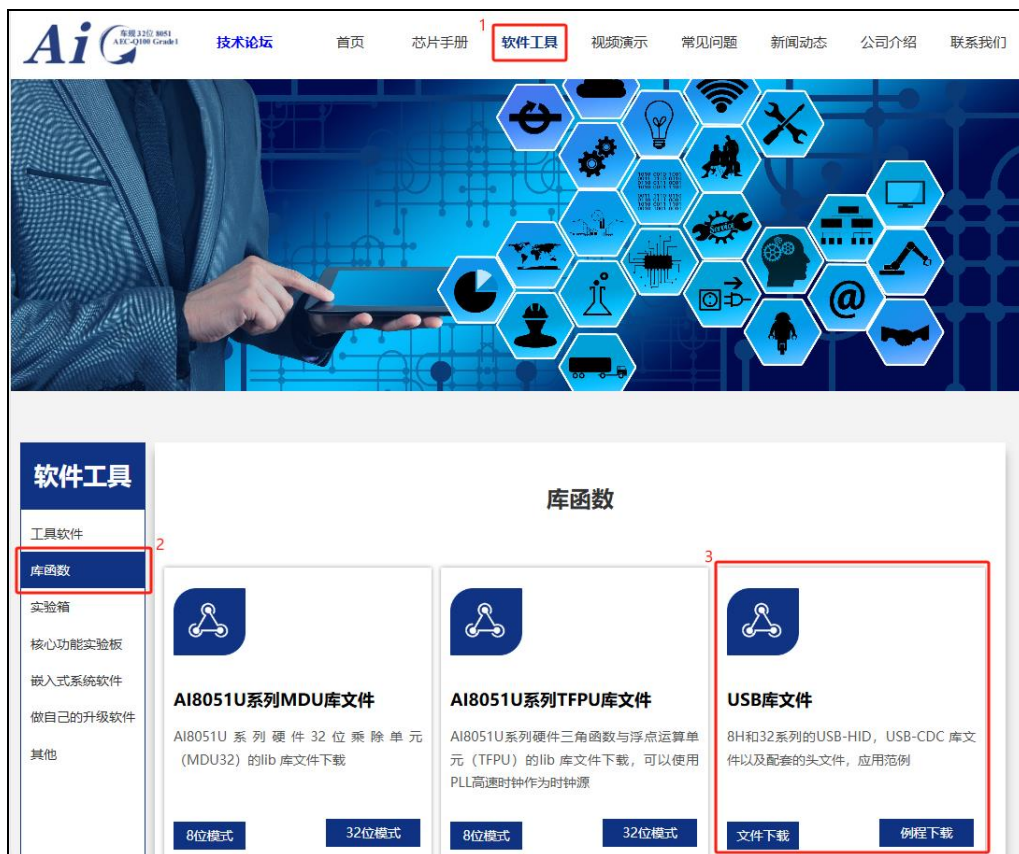 Ai
车规32位 8051
AEC-Q100 Grade1
技术论坛 首页 芯片手册 软件工具 视频演示 常见问题 新闻动态 公司介绍 联系我们
1
Service
@
软件工具
工具软件
库函数
实验箱
核心功能实验板
嵌入式系统软件
做自己的升级软件
其他
2
库函数
AI8051U系列MDU库文件
AI8051U系列硬件32位乘除单元
（MDU32）的lib 库文件下载
8位模式 32位模式
AI8051U系列TFPU库文件
AI8051U系列硬件三角函数与浮点运算单
元（TFPU）的lib 库文件下载，可以使用
PLL高速时钟作为时钟源
8位模式 32位模式
3
USB库文件
8H和32系列的USB-HID，USB-CDC 库文
件以及配套的头文件，应用范例
文件下载 例程下载